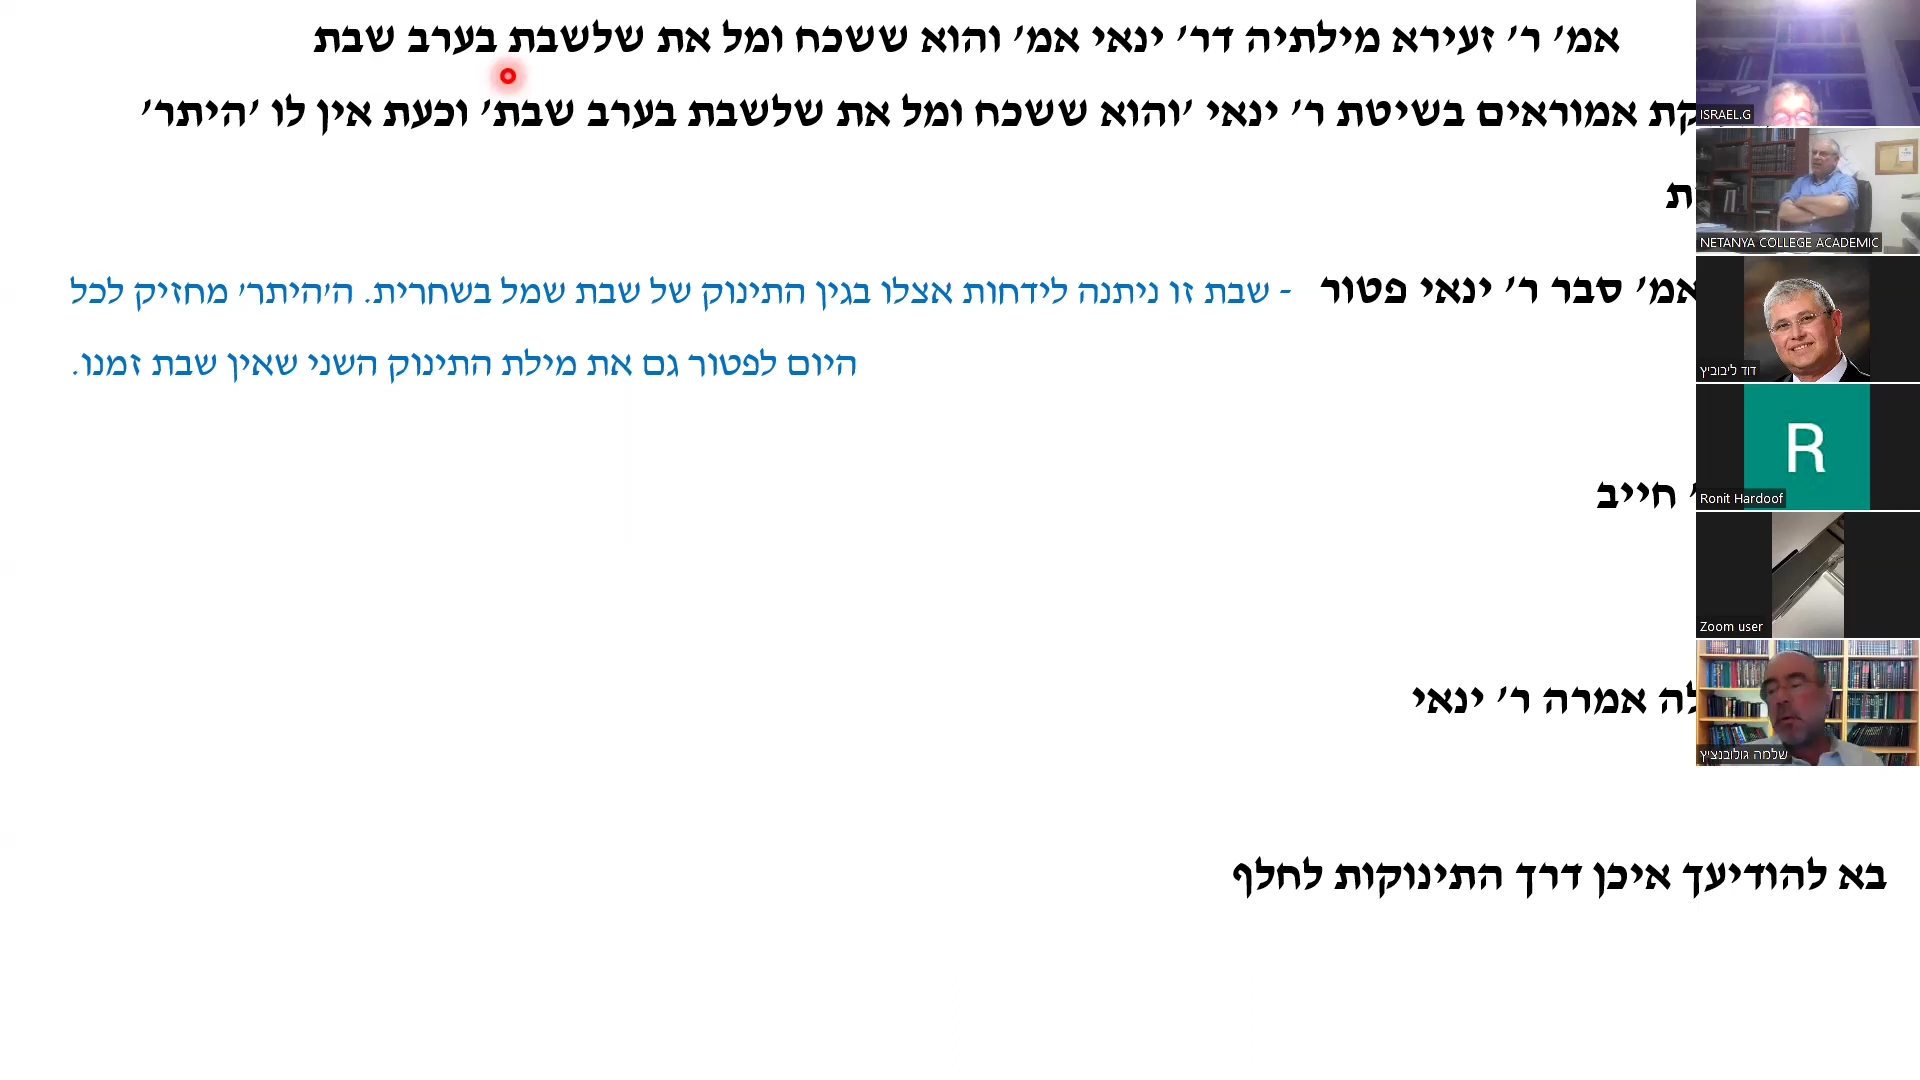 אמ׳ ר׳ זעירא מילתיה דר׳ ינאי אמ׳ והוא ששכח ומל את שלשבת בערב שבת
אמוראים בשיטת ר׳ ינאי ׳והוא ששכח ומל את שלשבת בערב שבת׳ וכעת אין לו ׳היתר׳
אמ׳ סבר ר׳ ינאי פטור - שבת זו ניתנה לידחות אצלו בגין התינוק של שבת שמל בשחרית. ה׳היתר׳ מחזיק לכל
היום לפטור גם את מילת התינוק השני שאין שבת זמנו.
חייב
אמרה ר׳ ינאי
בא להודיעך איכן דרך התינוקות לחלף
ISRAEL.G
NETANYA COLLEGE ACADEMIC
דוד ליבוביץ
R
Ronit Hardoof
Zoom user
שלמה גולובנציץ